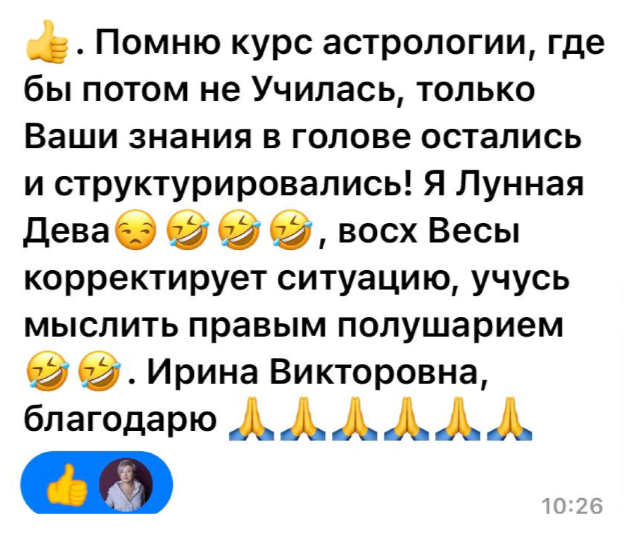 👍. Помню курс астрологии, где
бы потом не Училась, только
Ваши знания в голове остались
и структурировались! Я Лунная
Дева😒🤣🤣🤣, восх Весы
корректирует ситуацию, учусь
мыслить правым полушарием
🤣🤣. Ирина Викторовна,
благодарю 🙏🙏🙏🙏🙏🙏
👍
10:26